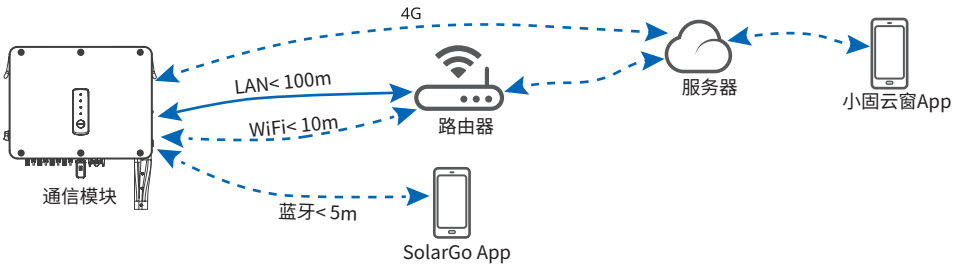 4G
LAN< 100m
WiFi< 10m
路由器
服务器
小固云窗App
通信模块
蓝牙< 5m
SolarGo App